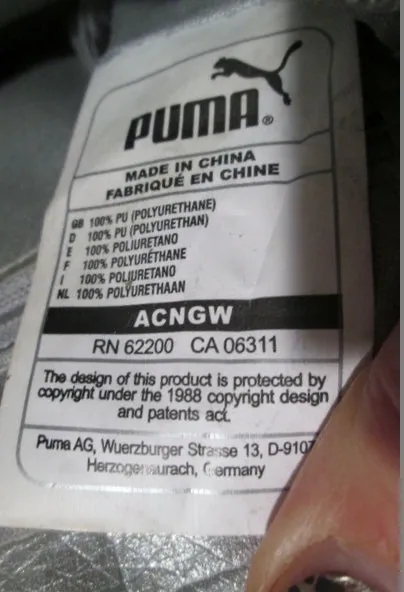 PUMA®
MADE IN CHINA
FABRIQUÉ EN CHINE
GB 100% PU (POLYURETHANE)
D 100% PU (POLYURETHAN)
E 100% POLIURETANO
F 100% POLYURÉTHANE
I 100% POLIURETANO
NL 100% POLYURETHAAN
ACNGW
RN 62200 CA 06311
The design of this product is protected by
copyright under the 1988 copyright design
and patents act.
Puma AG, Wuerzburger Strasse 13, D-9107
Herzogenaurach, Germany